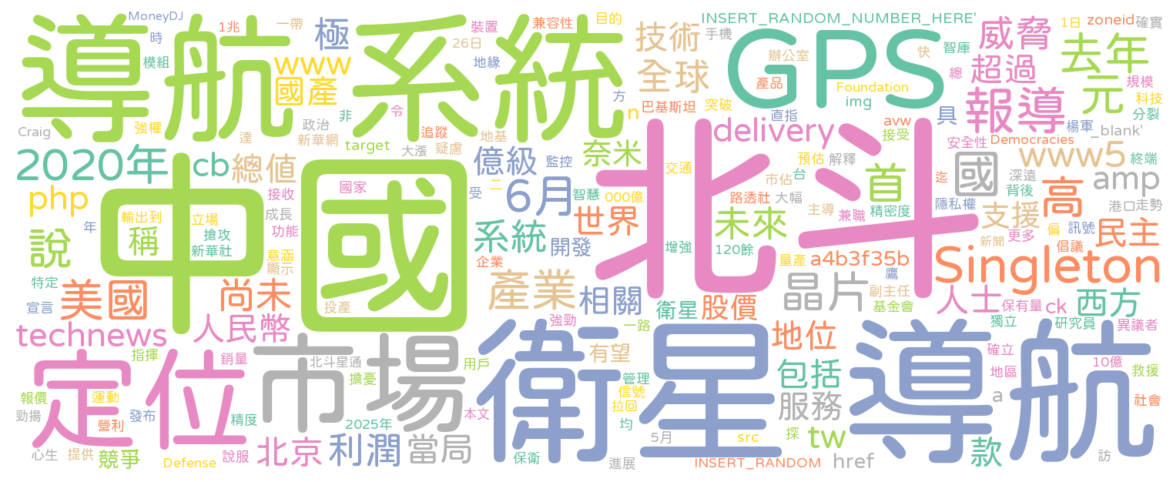 MoneyDJ
1兆
一帶
目的
INSERT_RANDOM_NUMBER_HERE'
1日
zoneid
確實
導航系統
時
極
裝置
兼容性
技術
手機
GPS
快
智庫
威脅
去年
模組
www
26日
地緣
辦公室
總
超過
規模
國產
全球
產品
Foundation
元
科技
非
令
方
巴基斯坦
突破
img
報導
分裂
Craig
強權
達
政治
新華網
追蹤
疑慮
地基
n
直指
avw
接受
具
楊軍
_blank'
大漲
target
delivery
安全性
Democracies
2020年
cb
總值
億級
監控
奈米
交通
預估
解釋
首
國
www5
終端
中國
北斗
市佔
台
迄
深遠
amp
php
接收
國家
6月
二
受
智慧
000億
路透社
大幅
隱私權
背後
港口
走勢
年
輸出到
稱
立場
搶攻
新華社
成長
功能
世界
未來
主導
兼職
精密度
支援
高
偏
訊號
倡議
說
意涵
顯示
系統
開發
增強
120餘
新聞
更多
民主
特定
企業
量產
a4b3f35b
鷹
Singleton
宣言
美國
尚未
投產
產業
相關
衛星
股價
晶片
副主任
基金會
人士
保有量
ck
西方
technews
人民幣
強勁
一路
地位
獨立
研究員
異議者
定位
指揮
銷量
市場
北斗星通
用戶
衛星導航
有望
確立
10億
救援
擴憂
管理
包括
地區
報價
運動
信號
服務
a
社會
勁揚
營利
發布
精度
2025年
本文
拉回
均
tw
探
款
心生
提供
競爭
Defense
說服
北京
利潤
當局
保衛
進展
5月
src
INSERT_RANDOM
href
訪